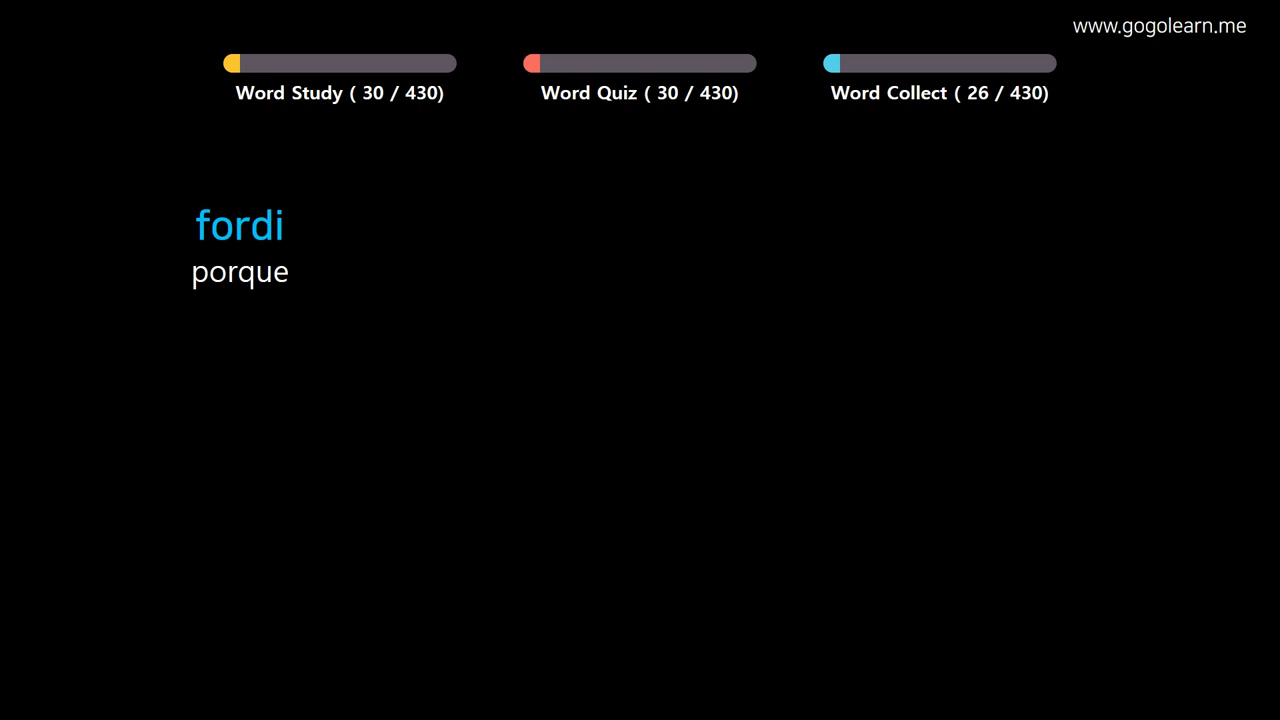 www.gogolearn.me
Word Study ( 30 / 430)
Word Quiz ( 30 / 430)
Word Collect ( 26 / 430)
fordi
porque